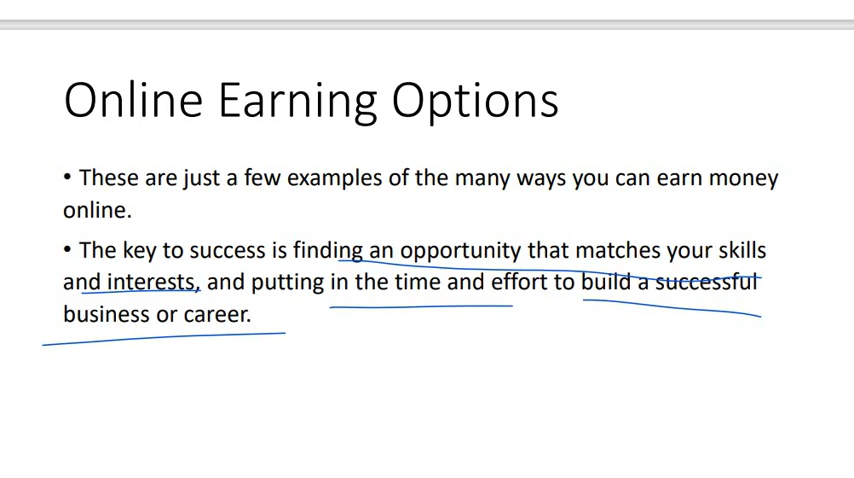 Online Earning Options
• These are just a few examples of the many ways you can earn money
online.
• The key to success is finding an opportunity that matches your skills
and interests, and putting in the time and effort to build a successful
business or career.